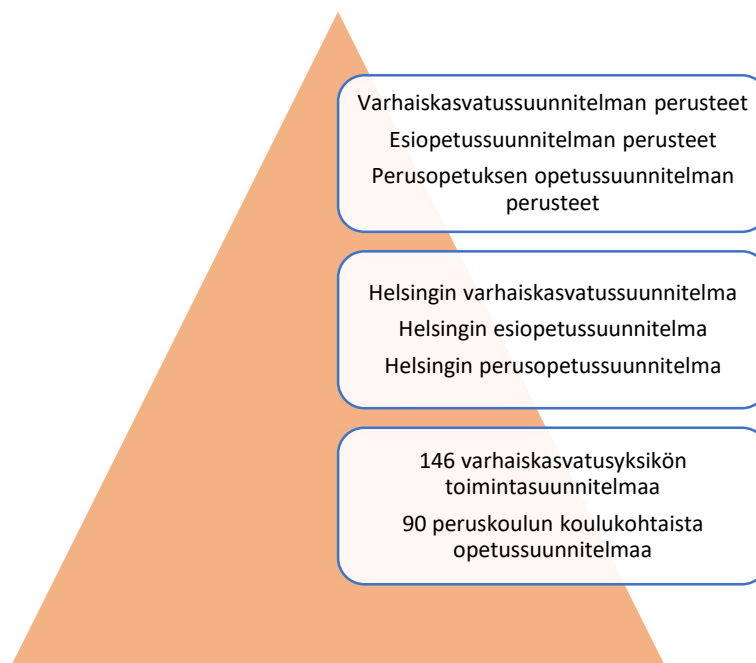 Varhaiskasvatussuunnitelman perusteet
Esiopetussuunnitelman perusteet
Perusopetuksen opetussuunnitelman
perusteet
Helsingin varhaiskasvatussuunnitelma
Helsingin esiopetussuunnitelma
Helsingin perusopetussuunnitelma
146 varhaiskasvatusyksikön
toimintasuunnitelmaa
90 peruskoulun koulukohtaista
opetussuunnitelmaa